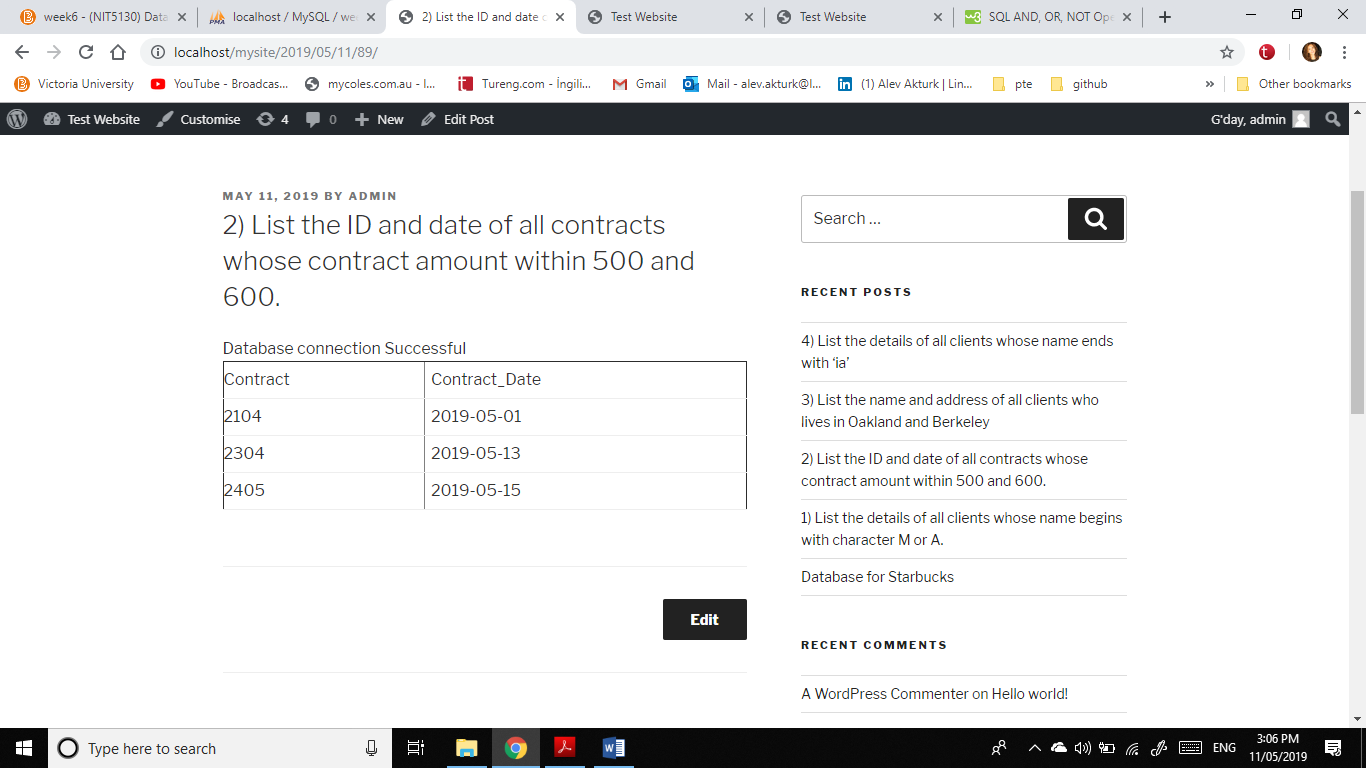 week6 - (NIT5130) Data
localhost / MySQL / we
2) List the ID and date o
Test Website
Test Website
SQL AND, OR, NOT Ope
localhost/mysite/2019/05/11/89/
Victoria University
YouTube - Broadcas...
mycoles.com.au - I...
Tureng.com - İngili...
Gmail
Mail - alev.akturk@l...
(1) Alev Akturk | Lin...
pte
github
»
Other bookmarks
Test Website
Customise
4
0
New
Edit Post
G'day, admin
MAY 11, 2019 BY ADMIN
2) List the ID and date of all contracts
whose contract amount within 500 and
600.
Database connection Successful
Contract Contract_Date
2104 2019-05-01
2304 2019-05-13
2405 2019-05-15
Edit
Search …
RECENT POSTS
4) List the details of all clients whose name ends
with ‘ia’
3) List the name and address of all clients who
lives in Oakland and Berkeley
2) List the ID and date of all contracts whose
contract amount within 500 and 600.
1) List the details of all clients whose name begins
with character M or A.
Database for Starbucks
RECENT COMMENTS
A WordPress Commenter on Hello world!
Type here to search
ENG
3:06 PM
11/05/2019